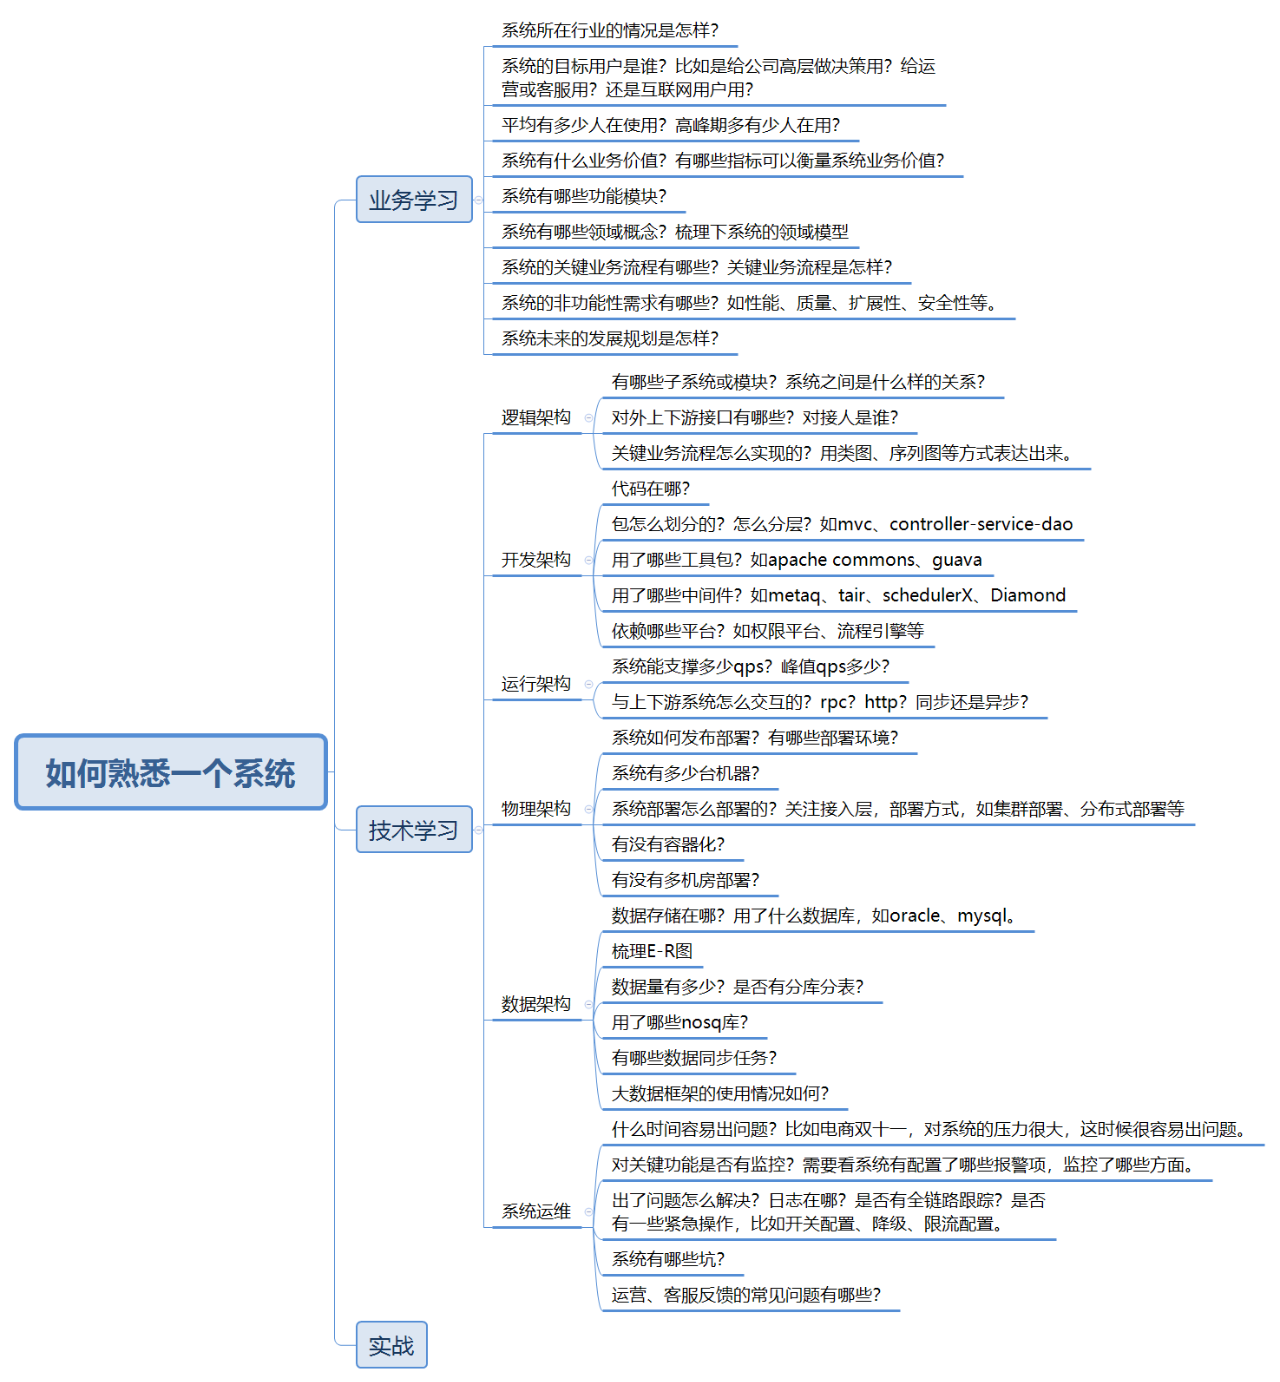 如何熟悉一个系统
业务学习
系统所在行业的情况是怎样？
系统的目标用户是谁？比如是给公司高层做决策用？给运
营或客服用？还是互联网用户用？
平均有多少人在使用？高峰期多有少人在用？
系统有什么业务价值？有哪些指标可以衡量系统业务价值？
系统有哪些功能模块？
系统有哪些领域概念？梳理下系统的领域模型
系统的关键业务流程有哪些？关键业务流程是怎样？
系统的非功能性需求有哪些？如性能、质量、扩展性、安全性等。
系统未来的发展规划是怎样？
技术学习
逻辑架构
有哪些子系统或模块？系统之间是什么样的关系？
对外上下游接口有哪些？对接人是谁？
关键业务流程怎么实现的？用类图、序列图等方式表达出来。
开发架构
代码在哪？
包怎么划分的？怎么分层？如mvc、controller-service-dao
用了哪些工具包？如apache commons、guava
用了哪些中间件？如metaq、tair、schedulerX、Diamond
依赖哪些平台？如权限平台、流程引擎等
运行架构
系统能支撑多少qps？峰值qps多少？
与上下游系统怎么交互的？rpc？http？同步还是异步？
物理架构
系统如何发布部署？有哪些部署环境？
系统有多少台机器？
系统部署怎么部署的？关注接入层，部署方式，如集群部署、分布式部署等
有没有容器化？
有没有多机房部署？
数据架构
数据存储在哪？用了什么数据库，如oracle、mysql。
梳理E-R图
数据量有多少？是否有分库分表？
用了哪些nosq库？
有哪些数据同步任务？
大数据框架的使用情况如何？
系统运维
什么时间容易出问题？比如电商双十一，对系统的压力很大，这时候很容易出问题。
对关键功能是否有监控？需要看系统有配置了哪些报警项，监控了哪些方面。
出了问题怎么解决？日志在哪？是否有全链路跟踪？是否
有一些紧急操作，比如开关配置、降级、限流配置。
系统有哪些坑？
运营、客服反馈的常见问题有哪些？
实战